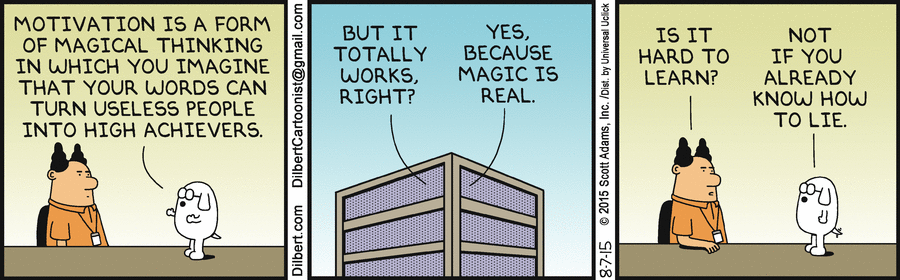 MOTIVATION IS A FORM
OF MAGICAL THINKING
IN WHICH YOU IMAGINE
THAT YOUR WORDS CAN
TURN USELESS PEOPLE
INTO HIGH ACHIEVERS.
Dilbert.com DilbertCartoonist@gmail.com
BUT IT
TOTALLY
WORKS,
RIGHT?
YES,
BECAUSE
MAGIC IS
REAL.
8-7-15 © 2015 Scott Adams, Inc. /Dist. by Universal Uclick
IS IT
HARD TO
LEARN?
NOT
IF YOU
ALREADY
KNOW HOW
TO LIE.